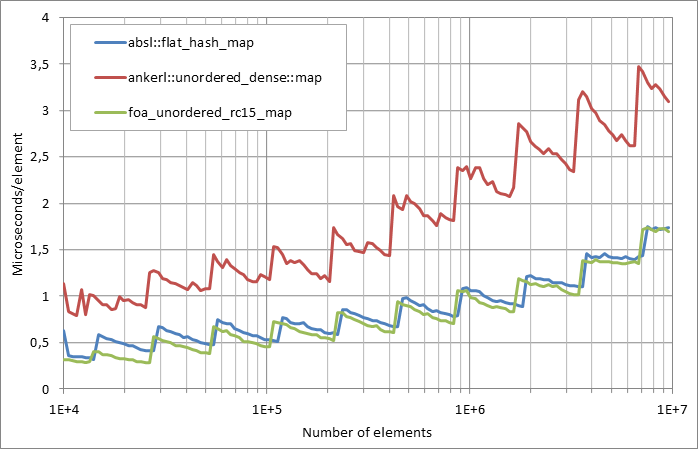 4
3,5
3
2,5
2
1,5
1
0,5
0
Microseconds/element
absl::flat_hash_map
ankerl::unordered_dense::map
foa_unordered_rc15_map
1E+4 1E+5 1E+6 1E+7
Number of elements